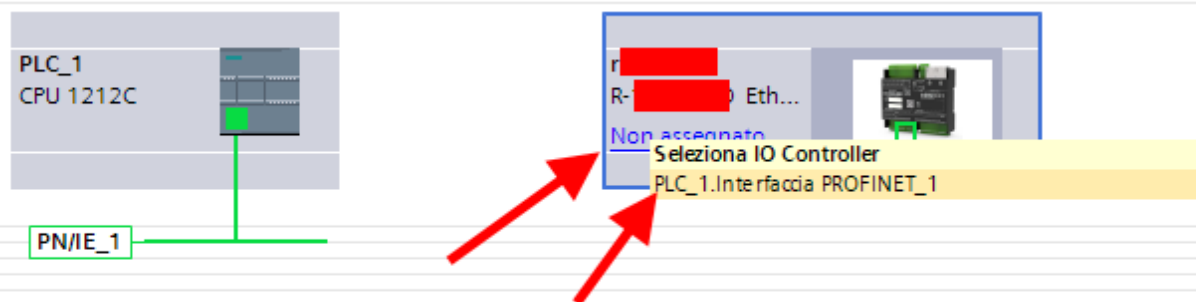 PLC_1
CPU 1212C
r
R- Eth...
Non assegnato
Seleziona IO Controller
PLC_1.Interfaccia PROFINET_1
PN/IE_1